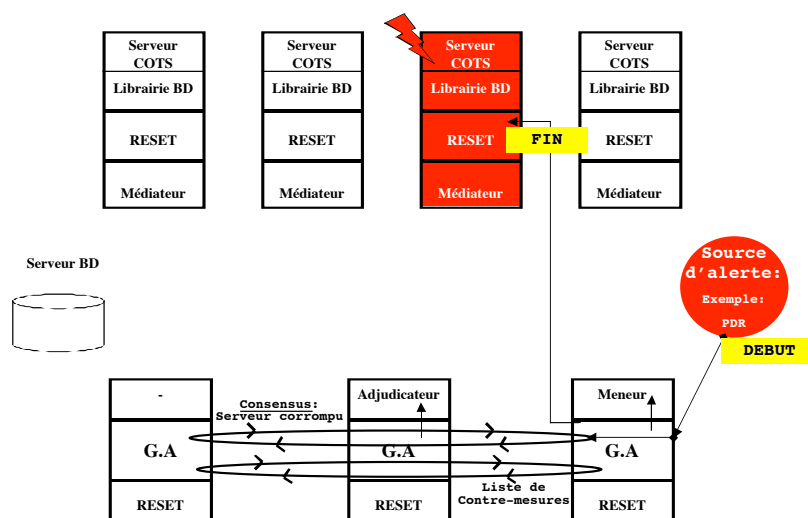 Serveur
COTS
Librairie BD
RESET
Médiateur
Serveur
COTS
Librairie BD
RESET
Médiateur
Serveur
COTS
Librairie BD
RESET
Médiateur
FIN
Serveur
COTS
Librairie BD
RESET
Médiateur
Serveur BD
Source
d'alerte:
Exemple:
PDR
DEBUT
-
G.A
RESET
Consensus:
Serveur corrompu
Adjudicateur
G.A
Liste de
Contre-mesures
RESET
Meneur
G.A
RESET